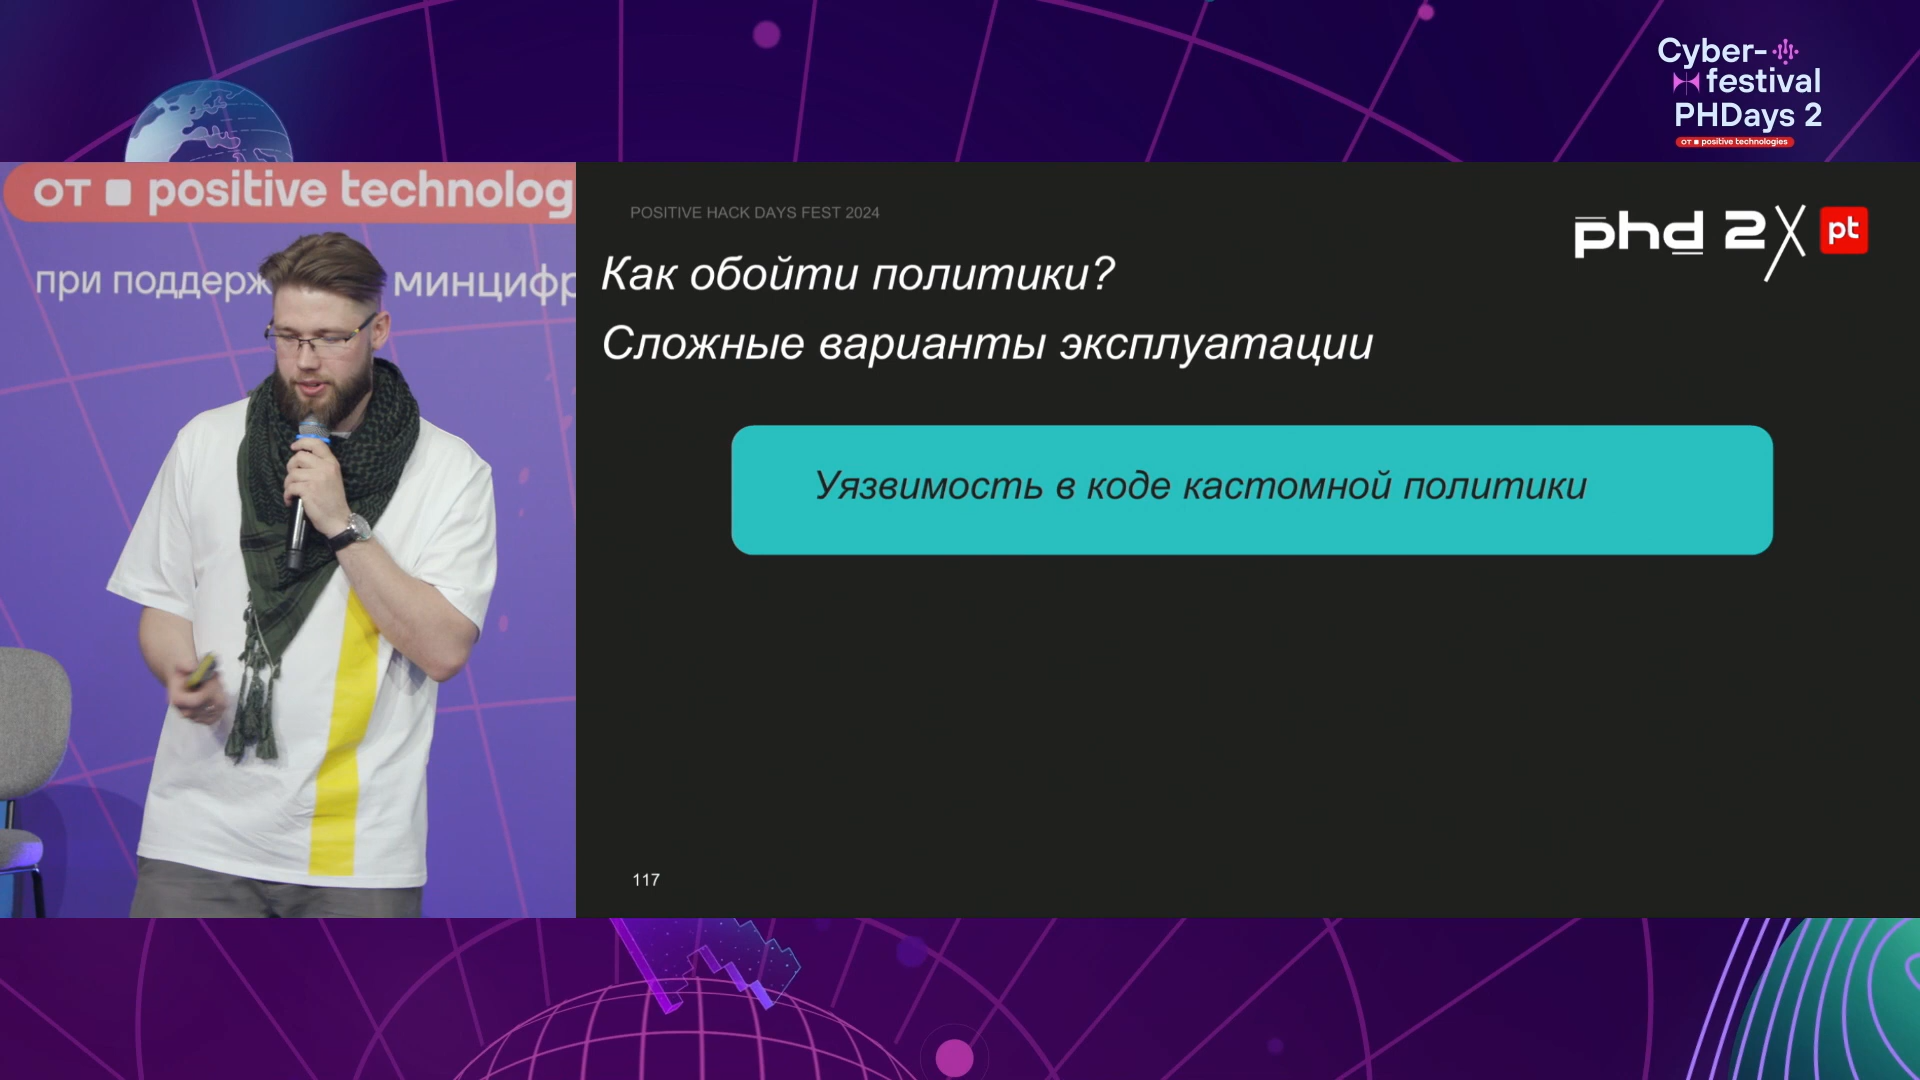 Cyber-
festival
PHDays 2
от positive technologies
от positive technolog
при поддерж минцифр
POSITIVE HACK DAYS FEST 2024
phd 2
pt
Как обойти политики?
Сложные варианты эксплуатации
Уязвимость в коде кастомной политики
117